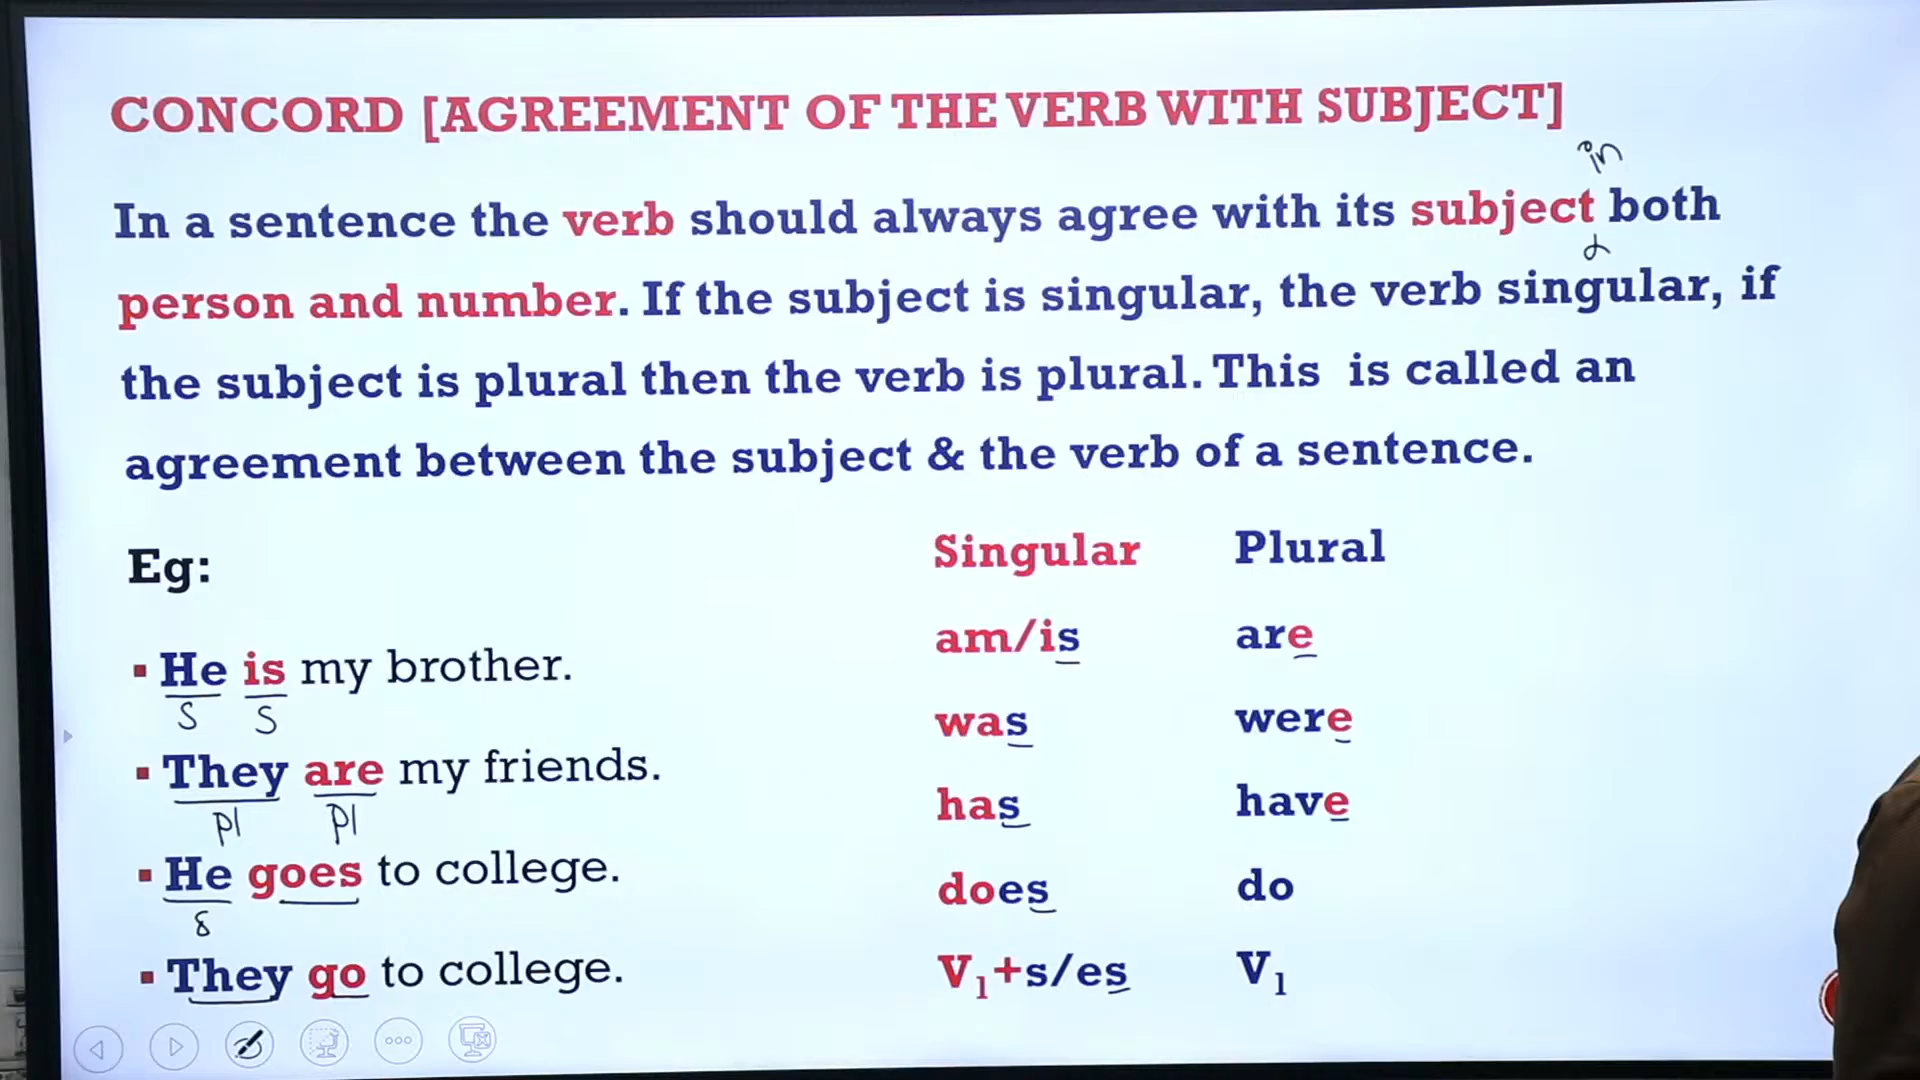 CONCORD [AGREEMENT OF THE VERB WITH SUBJECT]
in
In a sentence the verb should always agree with its subject both
person and number. If the subject is singular, the verb singular, if
the subject is plural then the verb is plural. This is called an
agreement between the subject & the verb of a sentence.
Eg:
▪ He is my brother.
S S
▪ They are my friends.
pl pl
▪ He goes to college.
s
▪ They go to college.
Singular Plural
am/is are
was were
has have
does do
V₁+s/es V₁